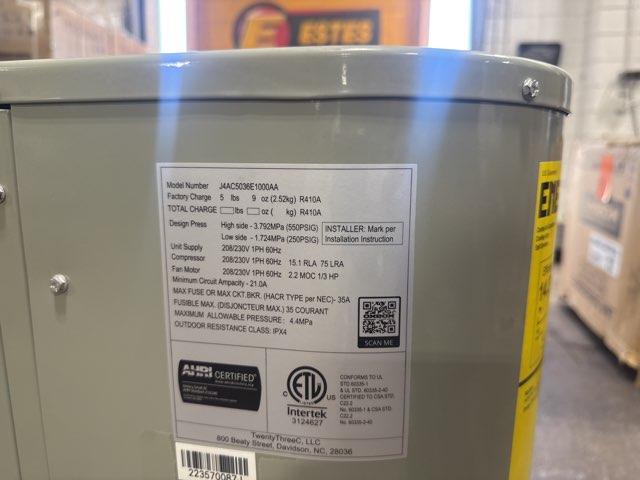 ESTES
Model Number J4AC5036E1000AA
Factory Charge 5 lbs 9 oz (2.52kg) R410A
TOTAL CHARGE lbs oz ( kg) R410A
Design Press High side - 3.792MPa (550PSIG)
Low side - 1.724MPa (250PSIG)
INSTALLER: Mark per
Installation Instruction
Unit Supply 208/230V 1PH 60Hz
Compressor 208/230V 1PH 60Hz 15.1 RLA 75 LRA
Fan Motor 208/230V 1PH 60Hz 2.2 MOC 1/3 HP
Minimum Circuit Ampacity - 21.0A
MAX FUSE OR MAX CKT.BKR. (HACR TYPE per NEC)- 35A
FUSIBLE MAX. (DISJONCTEUR MAX.) 35 COURANT
MAXIMUM ALLOWABLE PRESSURE : 4.4MPa
OUTDOOR RESISTANCE CLASS: IPX4
SCAN ME
AHRI CERTIFIED
ETL
C US
Intertek
3124627
CONFORMS TO UL
STD 60335-1
& UL STD. 60335-2-40
CERTIFIED TO CSA STD.
C22.2
No. 60335-1 & CSA STD.
C22.2
No. 60335-2-40
TwentyThreeC, LLC
800 Beaty Street, Davidson, NC, 28036
ENE